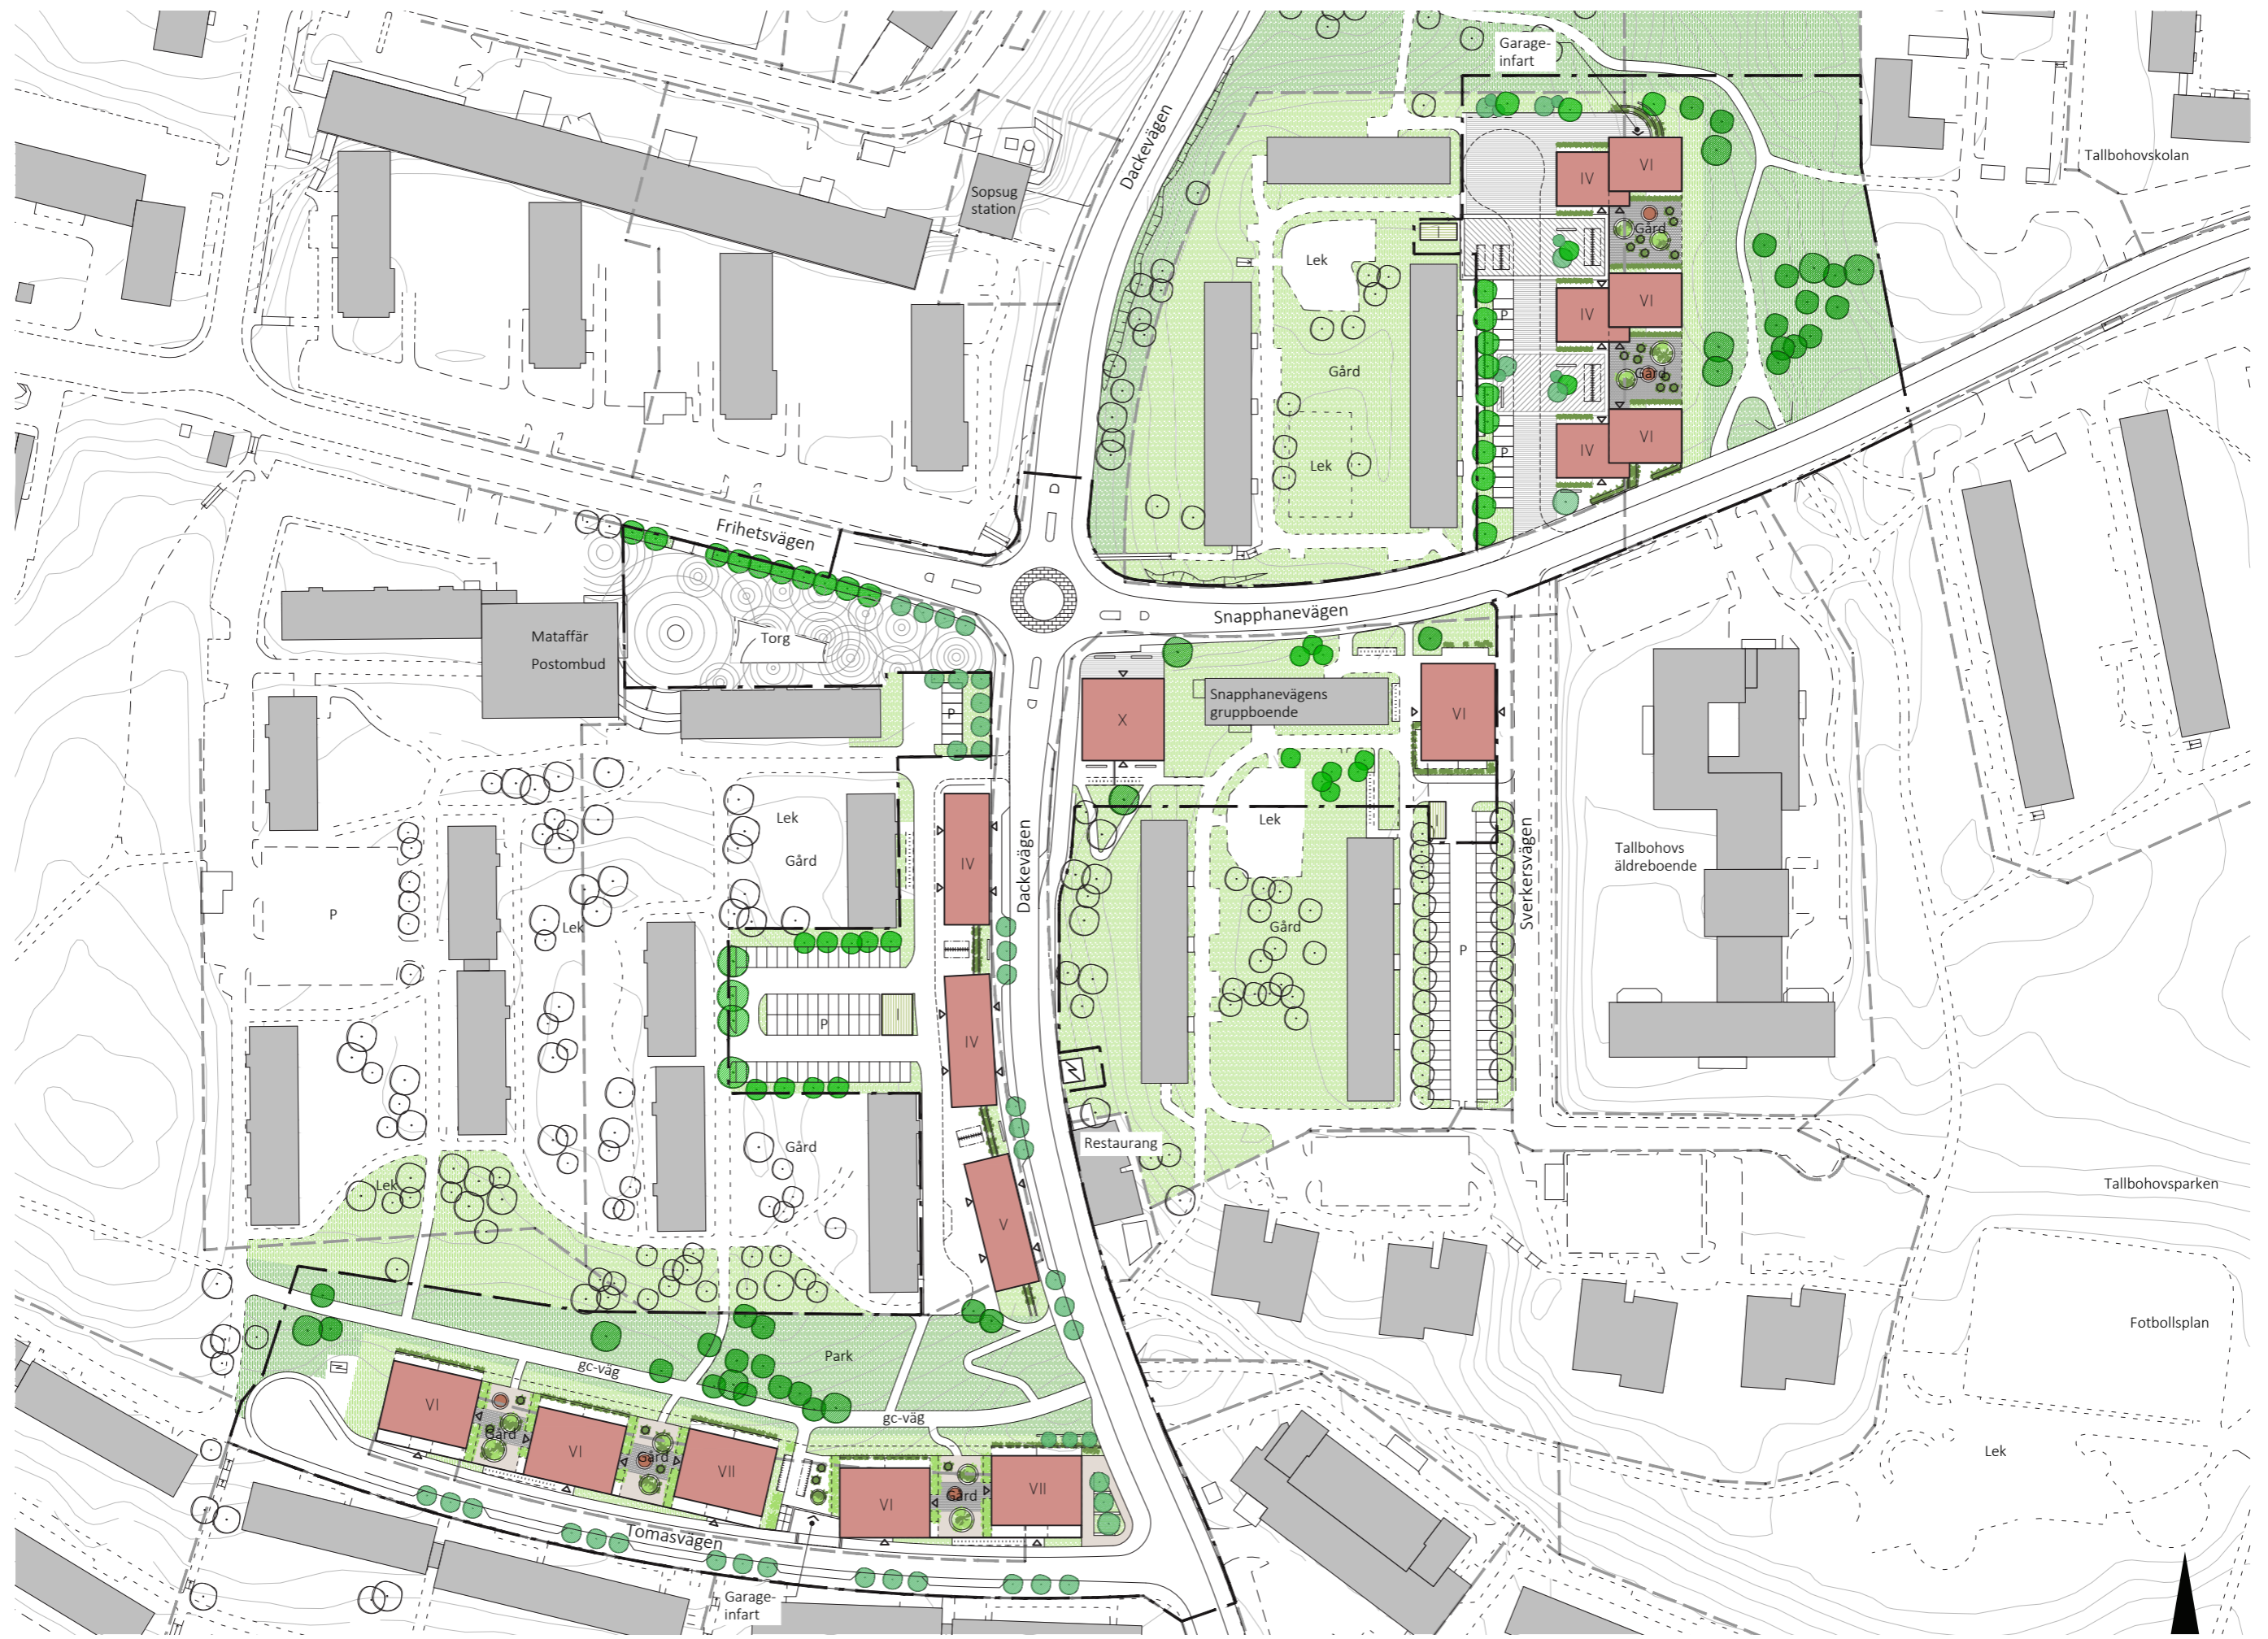 Garage-
infart
Dackevägen
Tallbohovskolan
IV
VI
Sopsug
station
Gård
I
Lek
IV
VI
P
Gård
Gård
IV
VI
P
Lek
Frihetsvägen
Snapphanevägen
Mataffär
Postombud
Torg
Snapphanevägens
gruppboende
X
VI
P
Lek
Gård
IV
Dackevägen
Lek
I
Sverkersvägen
Tallbohovs
äldreboende
P
Lek
Gård
P
P
I
IV
Restaurang
Gård
Lek
Tallbohovsparken
V
Fotbollsplan
Park
gc-väg
VI
gc-väg
Gård
VI
Gård
VII
VI
Gård
VII
Lek
Tomasvägen
Garage-
infart